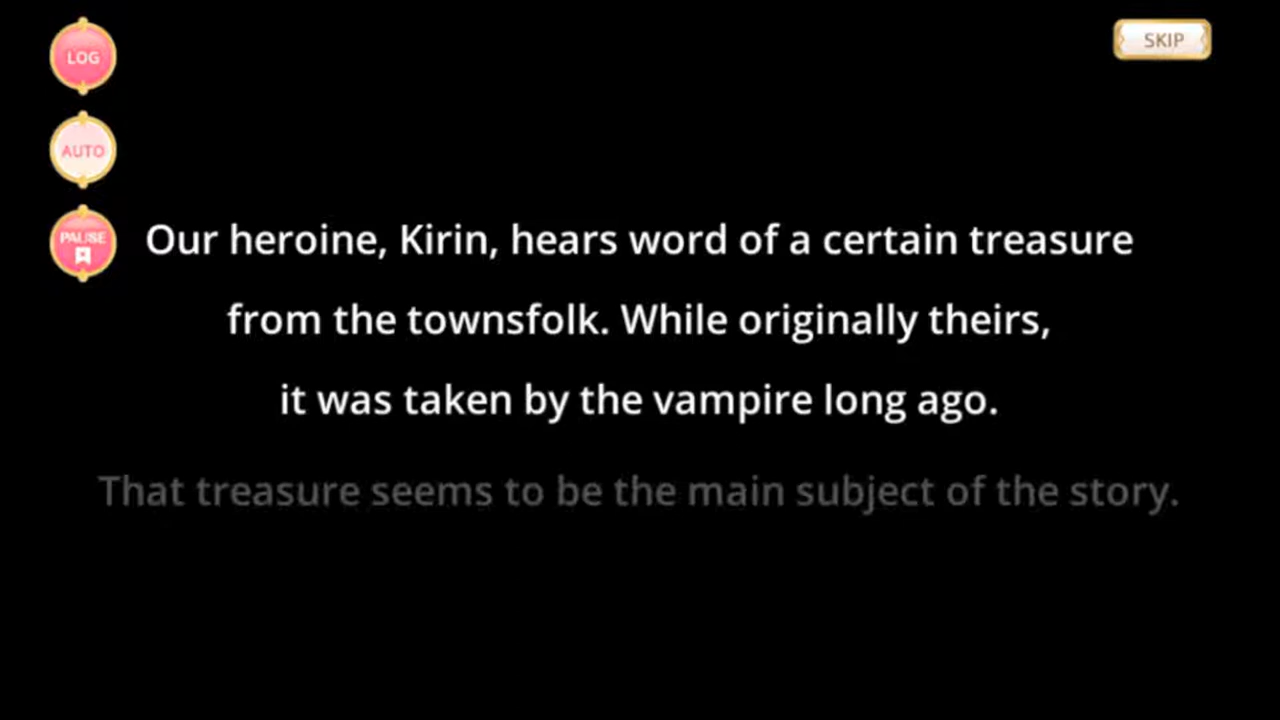 LOG
SKIP
AUTO
PAUSE
Our heroine, Kirin, hears word of a certain treasure
from the townsfolk. While originally theirs,
it was taken by the vampire long ago.
That treasure seems to be the main subject of the story.